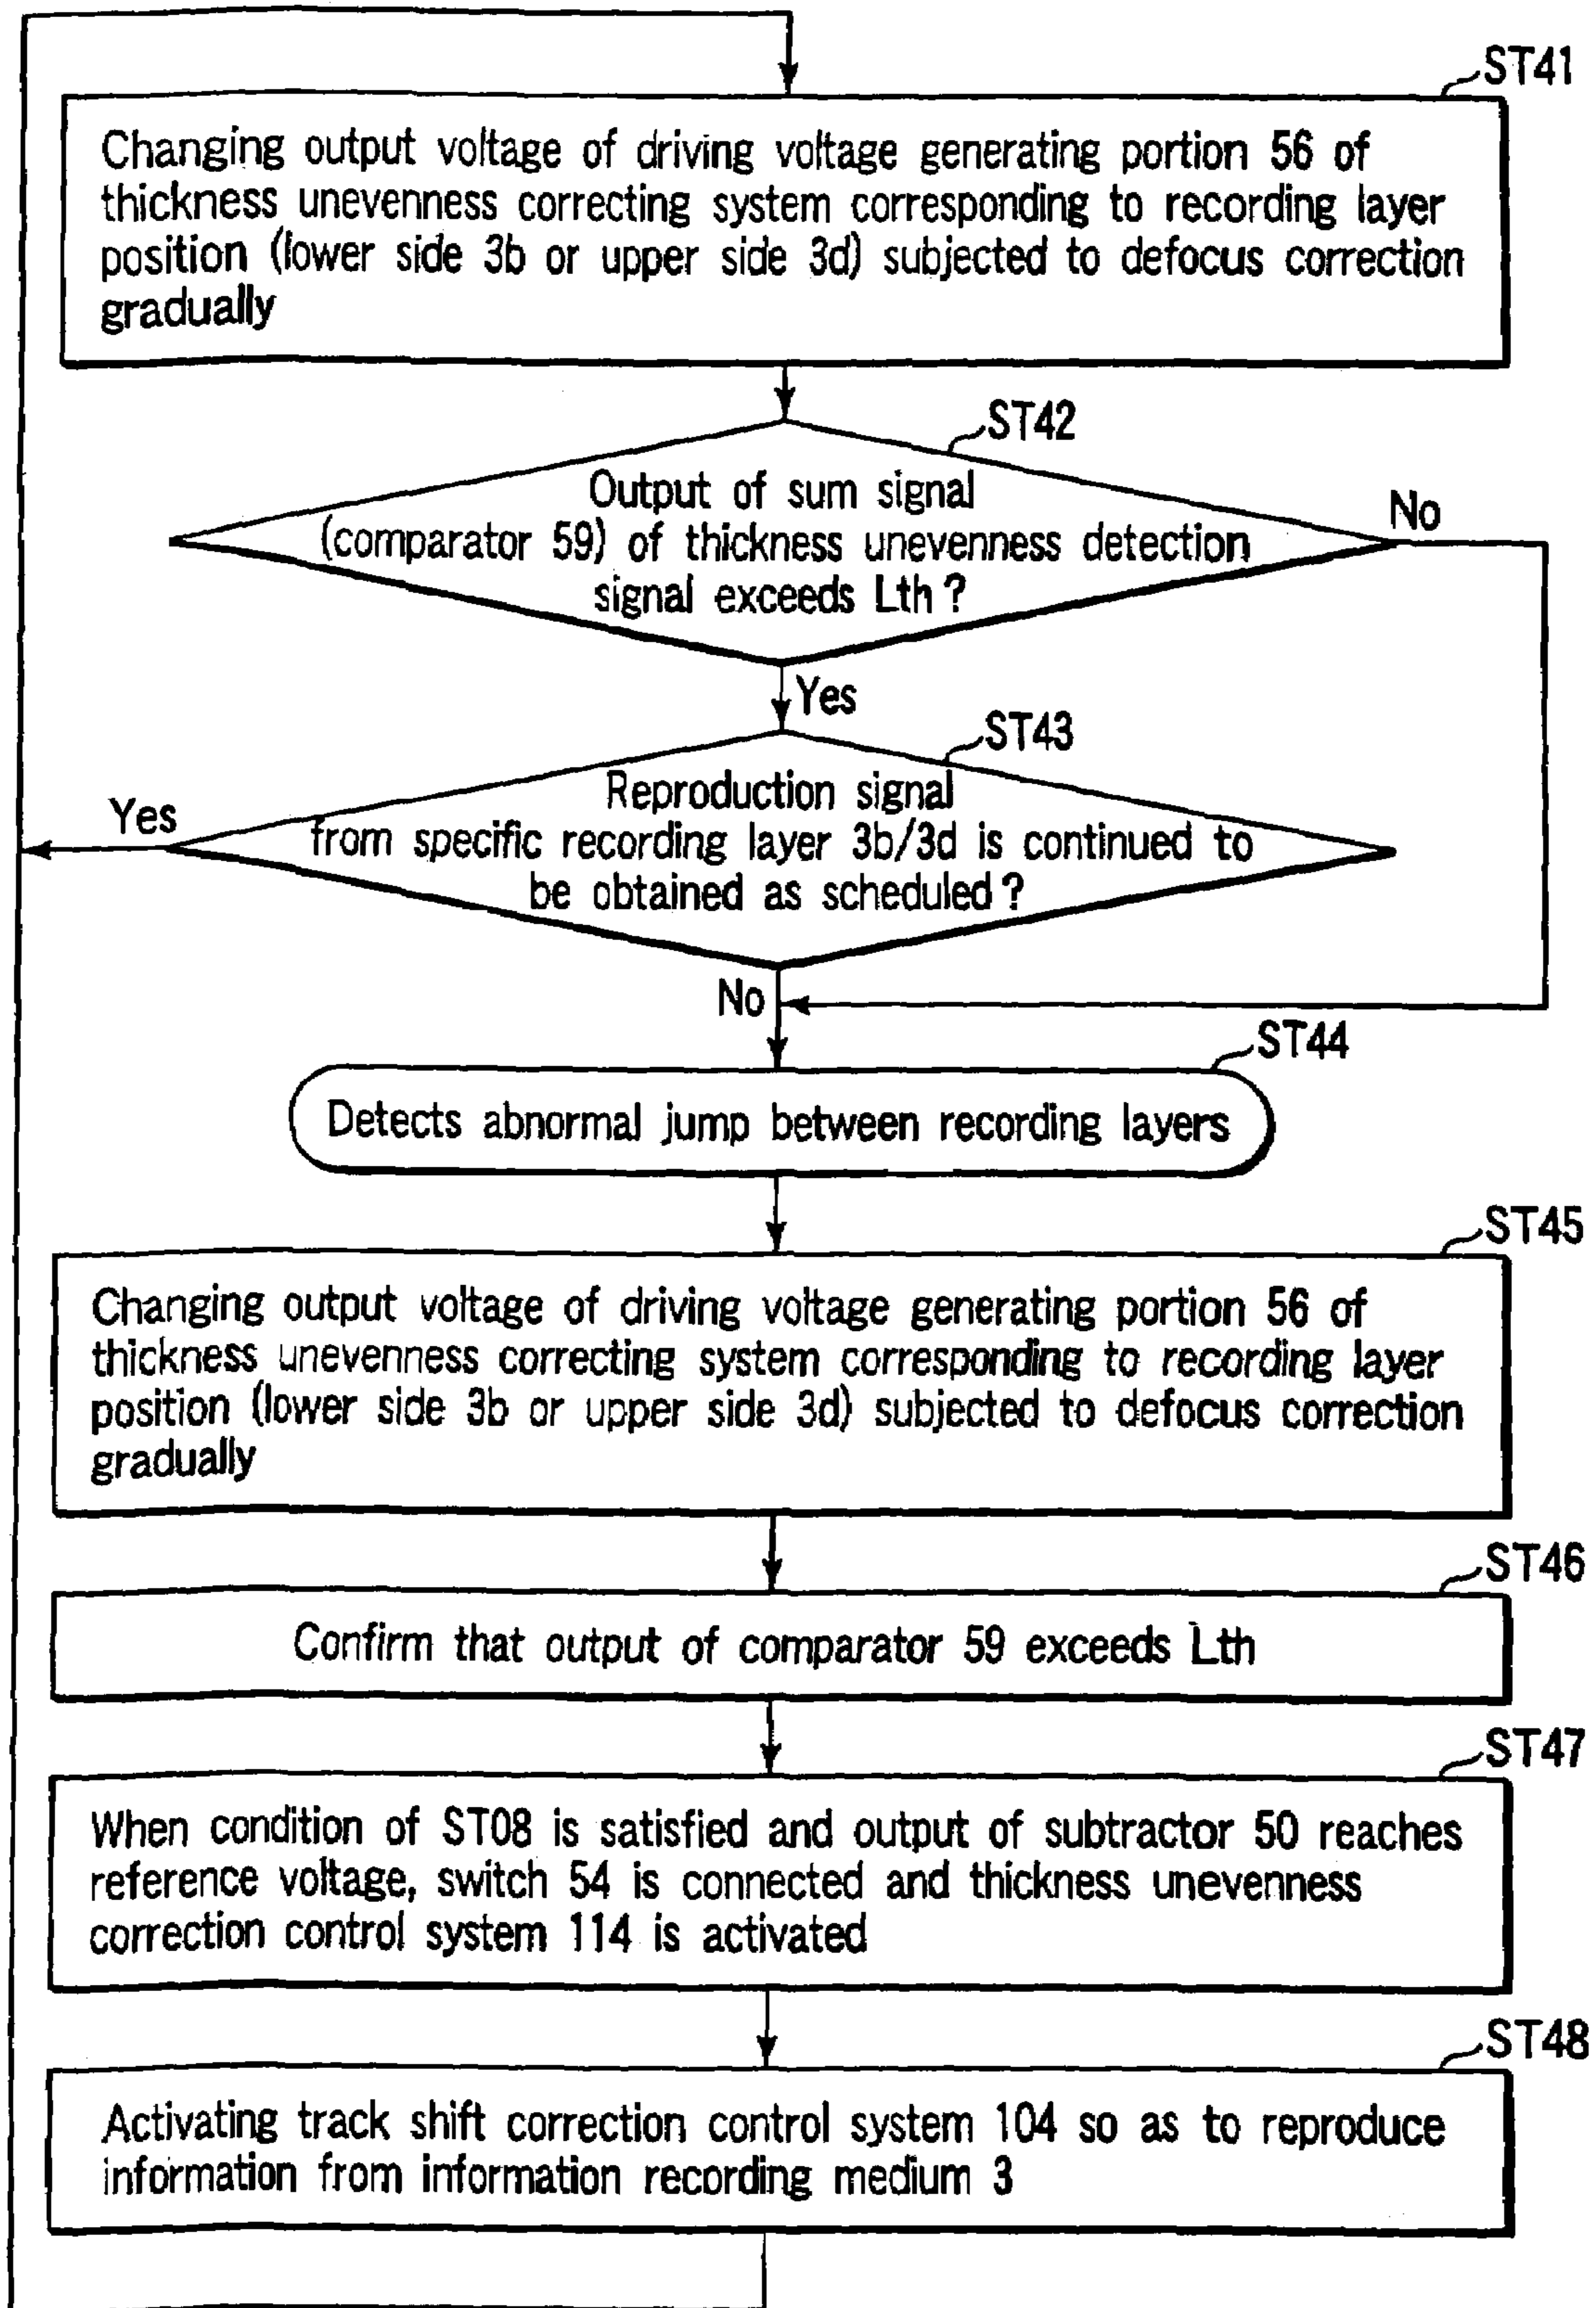 ST41
Changing output voltage of driving voltage generating portion 56 of
thickness unevenness correcting system corresponding to recording layer
position (lower side 3b or upper side 3d) subjected to defocus correction
gradually
ST42
Output of sum signal
(comparator 59) of thickness unevenness detection
signal exceeds Lth?
No
Yes
ST43
Reproduction signal
from specific recording layer 3b/3d is continued to
be obtained as scheduled?
Yes
No
ST44
Detects abnormal jump between recording layers
ST45
Changing output voltage of driving voltage generating portion 56 of
thickness unevenness correcting system corresponding to recording layer
position (lower side 3b or upper side 3d) subjected to defocus correction
gradually
ST46
Confirm that output of comparator 59 exceeds Lth
ST47
When condition of ST08 is satisfied and output of subtractor 50 reaches
reference voltage, switch 54 is connected and thickness unevenness
correction control system 114 is activated
ST48
Activating track shift correction control system 104 so as to reproduce
information from information recording medium 3